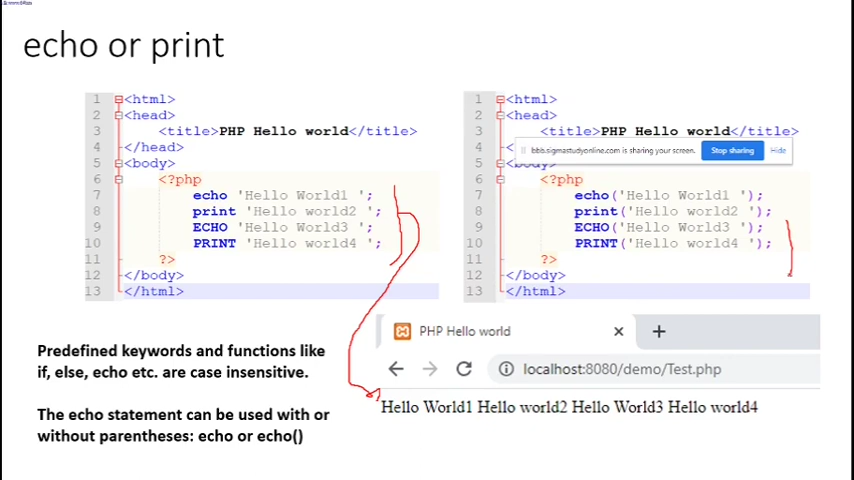 echo or print
1 <html>
2 <head>
3 <title>PHP Hello world</title>
4 </head>
5 <body>
6 <?php
7 echo 'Hello World1 ';
8 print 'Hello world2 ';
9 ECHO 'Hello World3 ';
10 PRINT 'Hello world4 ';
11 ?>
12 </body>
13 </html>
1 <html>
2 <head>
3 <title>PHP Hello world</title>
bbb.sigmastudyonline.com is sharing your screen. Stop sharing Hide
5 <body>
6 <?php
7 echo('Hello World1 ');
8 print('Hello world2 ');
9 ECHO('Hello World3 ');
10 PRINT('Hello world4 ');
11 ?>
12 </body>
13 </html>
Predefined keywords and functions like
if, else, echo etc. are case insensitive.
The echo statement can be used with or
without parentheses: echo or echo()
PHP Hello world
localhost:8080/demo/Test.php
Hello World1 Hello world2 Hello World3 Hello world4